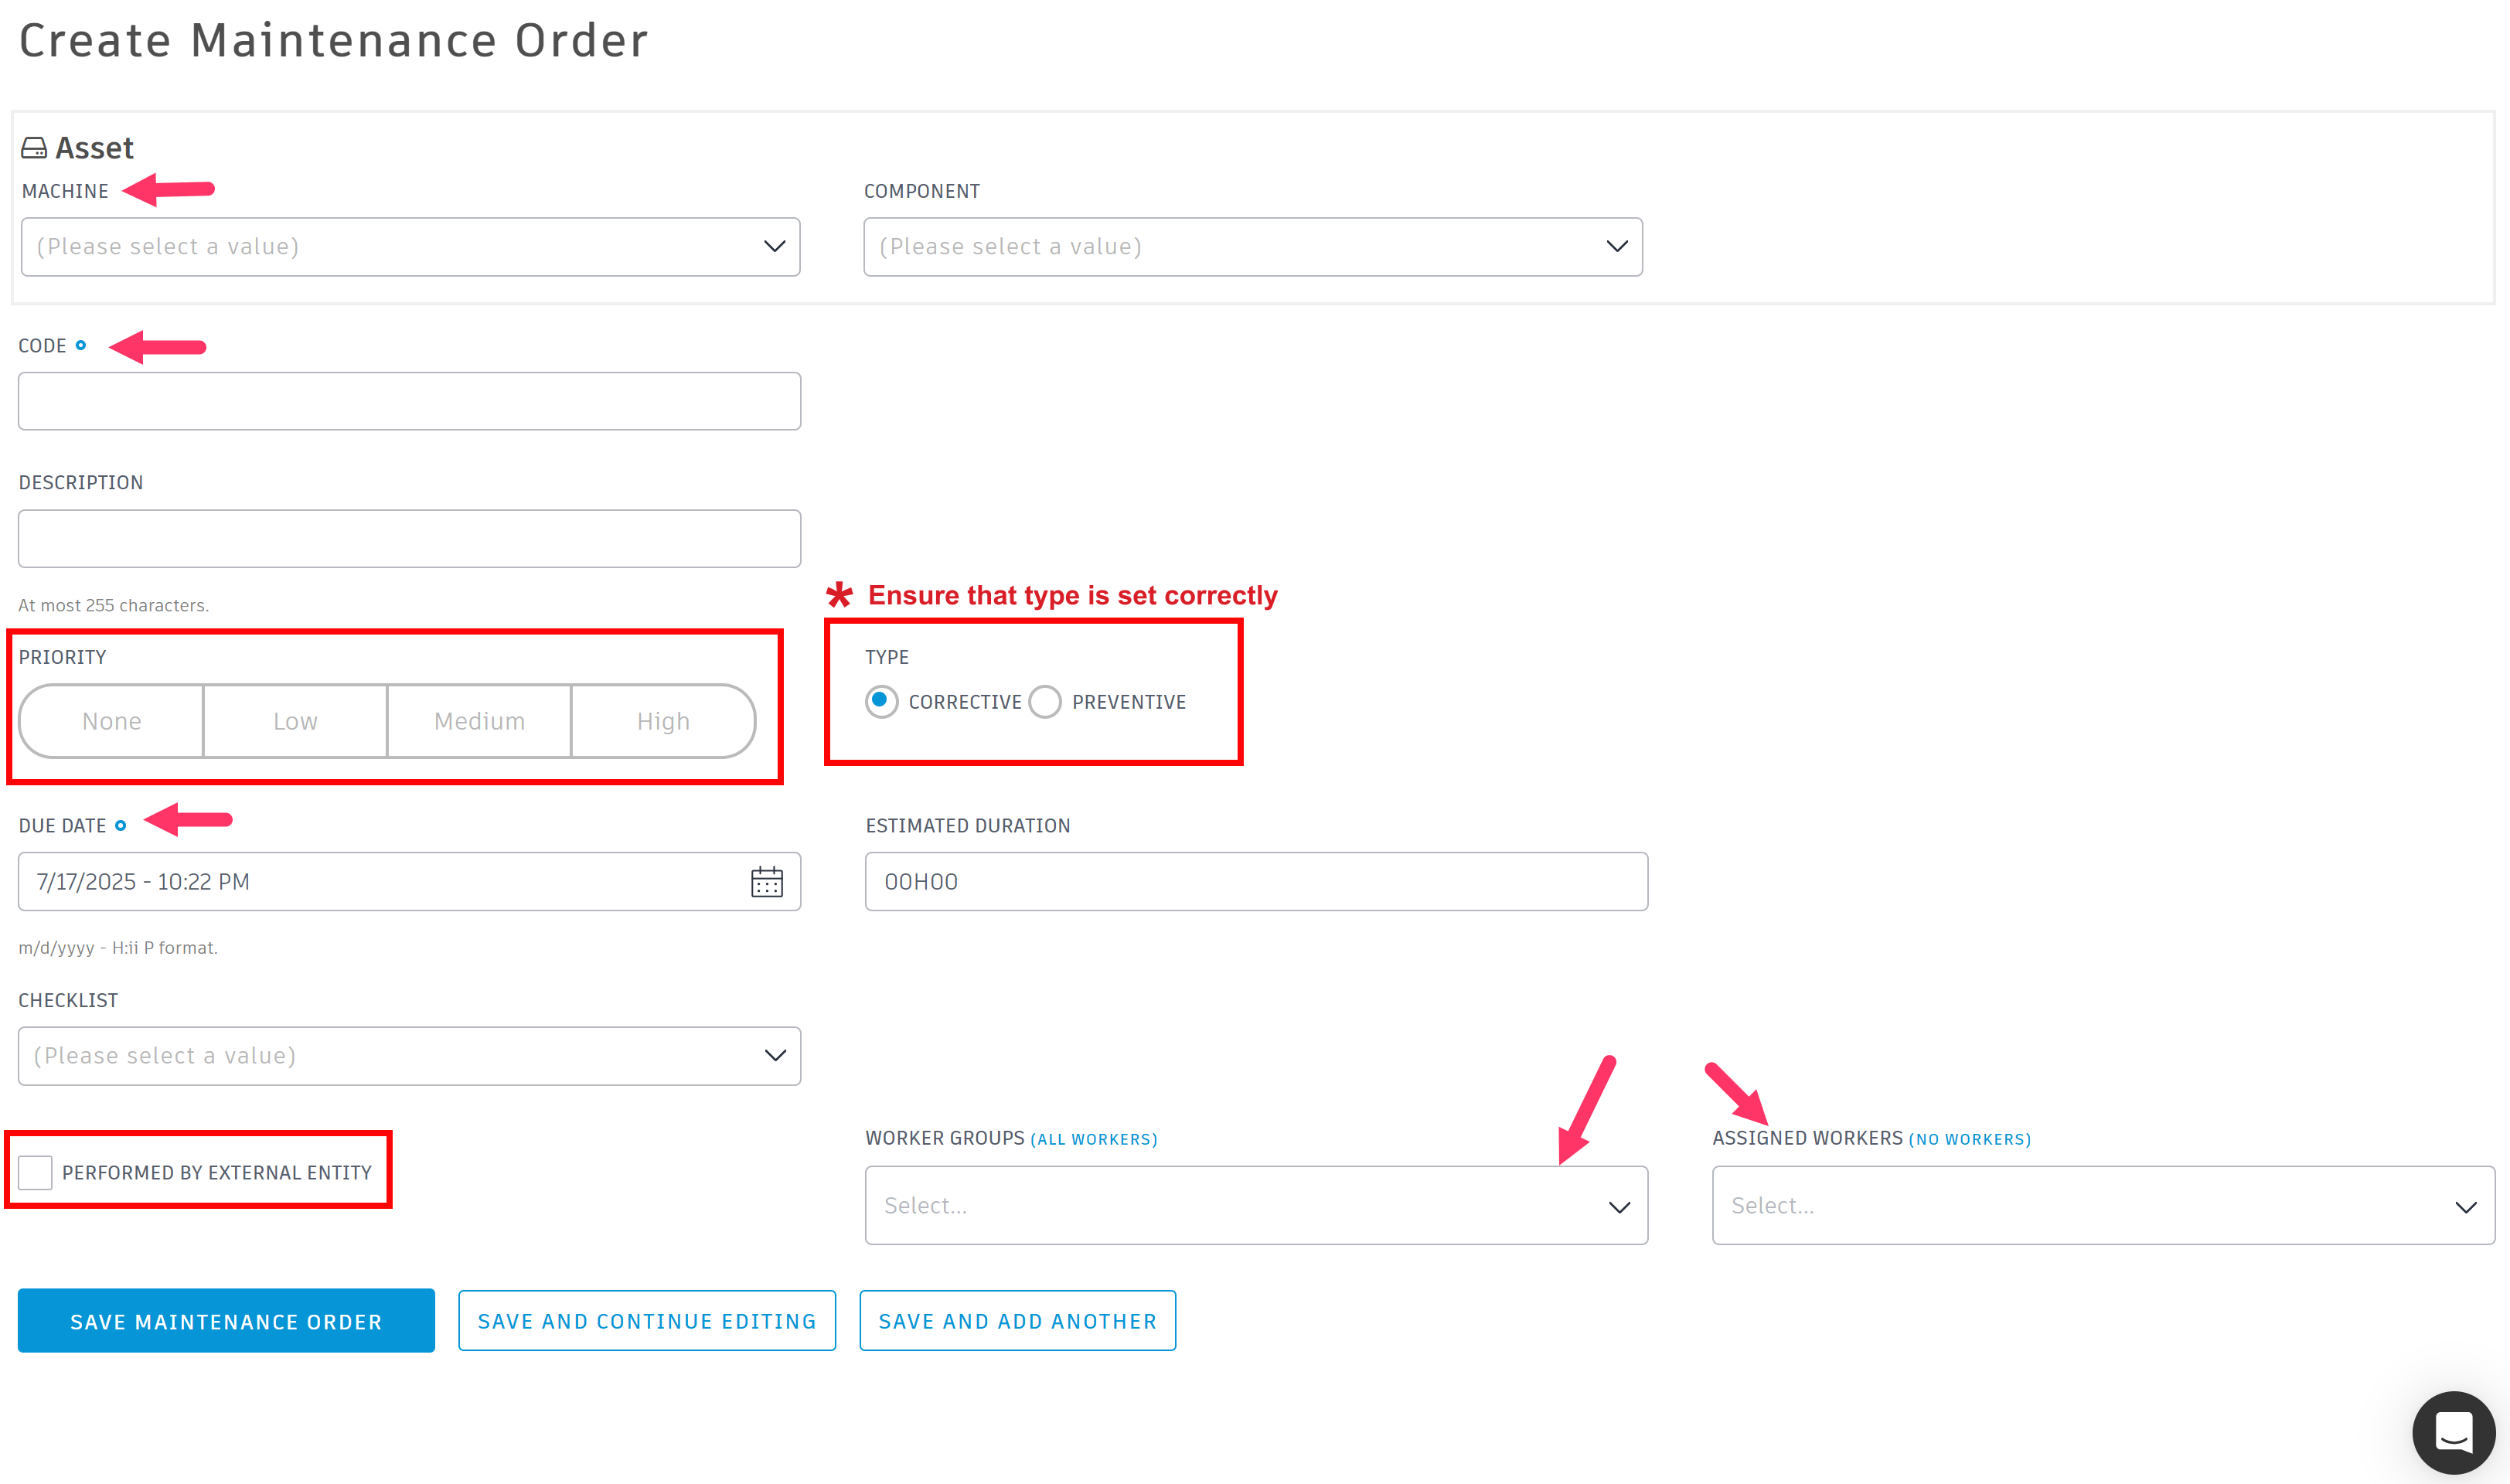 Create Maintenance Order
Asset
MACHINE
COMPONENT
(Please select a value)
(Please select a value)
CODE
DESCRIPTION
At most 255 characters.
* Ensure that type is set correctly
PRIORITY
TYPE
None Low Medium High
CORRECTIVE PREVENTIVE
DUE DATE
ESTIMATED DURATION
7/17/2025 - 10:22 PM
00H00
m/d/yyyy - H:ii P format.
CHECKLIST
(Please select a value)
PERFORMED BY EXTERNAL ENTITY
WORKER GROUPS (ALL WORKERS)
ASSIGNED WORKERS (NO WORKERS)
Select...
Select...
SAVE MAINTENANCE ORDER
SAVE AND CONTINUE EDITING
SAVE AND ADD ANOTHER